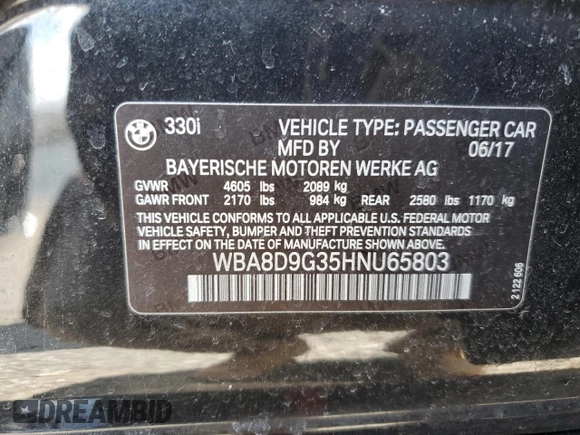 330i VEHICLE TYPE: PASSENGER CAR
MFD BY 06/17
BAYERISCHE MOTOREN WERKE AG
GVWR 4605 lbs 2089 kg
GAWR FRONT 2170 lbs 984 kg REAR 2580 lbs 1170 kg
THIS VEHICLE CONFORMS TO ALL APPLICABLE U.S. FEDERAL MOTOR
VEHICLE SAFETY, BUMPER AND THEFT PREVENTION STANDARDS
IN EFFECT ON THE DATE OF MANUFACTURE SHOWN ABOVE.
WBA8D9G35HNU65803
2 122 606
DREAMBID